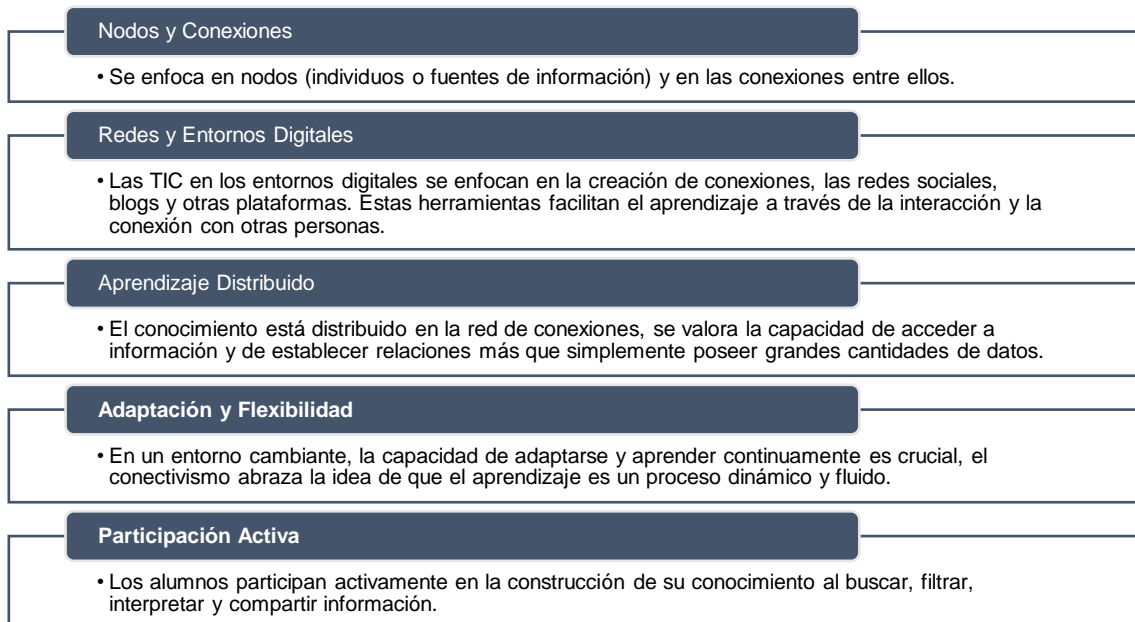 Nodos y Conexiones
• Se enfoca en nodos (individuos o fuentes de información) y en las conexiones entre ellos.
Redes y Entornos Digitales
• Las TIC en los entornos digitales se enfocan en la creación de conexiones, las redes sociales,
blogs y otras plataformas. Estas herramientas facilitan el aprendizaje a través de la interacción y la
conexión con otras personas.
Aprendizaje Distribuido
• El conocimiento está distribuido en la red de conexiones, se valora la capacidad de acceder a
información y de establecer relaciones más que simplemente poseer grandes cantidades de datos.
Adaptación y Flexibilidad
• En un entorno cambiante, la capacidad de adaptarse y aprender continuamente es crucial, el
conectivismo abraza la idea de que el aprendizaje es un proceso dinámico y fluido.
Participación Activa
• Los alumnos participan activamente en la construcción de su conocimiento al buscar, filtrar,
interpretar y compartir información.